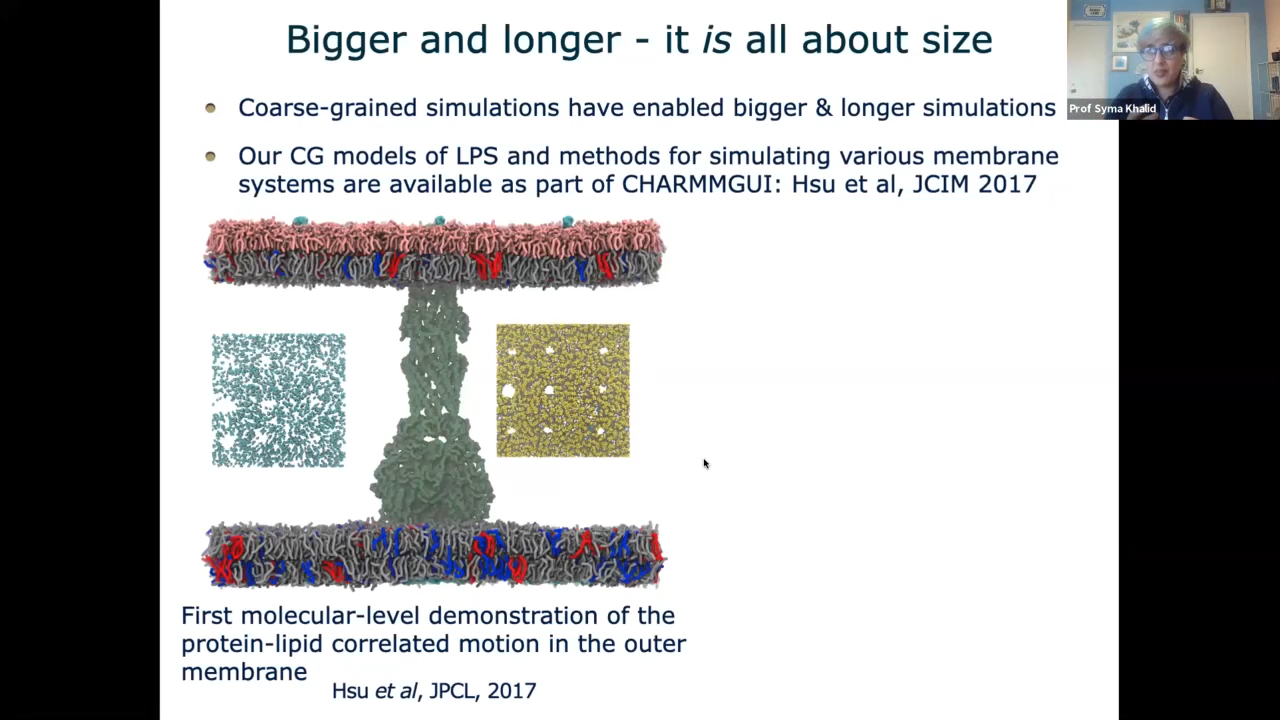 Bigger and longer - it is all about size
Prof Syma Khalid
Coarse-grained simulations have enabled bigger & longer simulations
Our CG models of LPS and methods for simulating various membrane
systems are available as part of CHARMMGUI: Hsu et al, JCIM 2017
First molecular-level demonstration of the
protein-lipid correlated motion in the outer
membrane
Hsu et al, JPCL, 2017